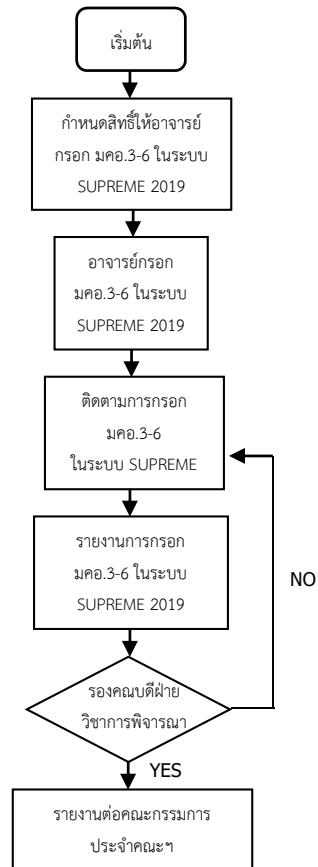 เริ่มต้น
กำหนดสิทธิ์ให้อาจารย์
กรอก มคอ.3-6 ในระบบ
SUPREME 2019
อาจารย์กรอก
มคอ.3-6 ในระบบ
SUPREME 2019
ติดตามการกรอก
มคอ.3-6
ในระบบ SUPREME
รายงานการกรอก
มคอ.3-6 ในระบบ
SUPREME 2019
NO
รองคณบดีฝ่าย
วิชาการพิจารณา
YES
รายงานต่อคณะกรรมการ
ประจำคณะฯ